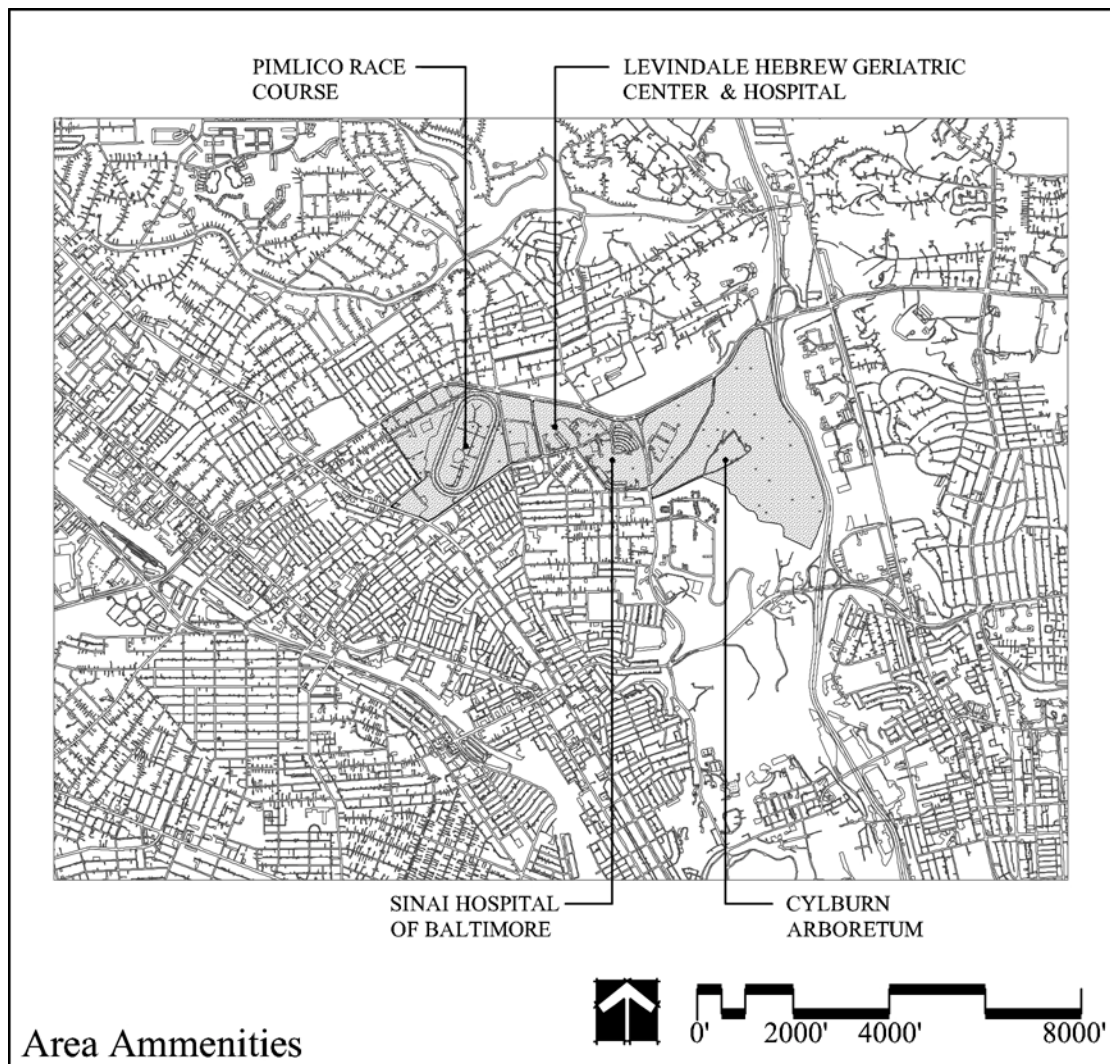 PIMLICO RACE
COURSE
LEVINDALE HEBREW GERIATRIC
CENTER & HOSPITAL
SINAI HOSPITAL
OF BALTIMORE
CYLBURN
ARBORETUM
Area Ammenities
0' 2000' 4000' 8000'